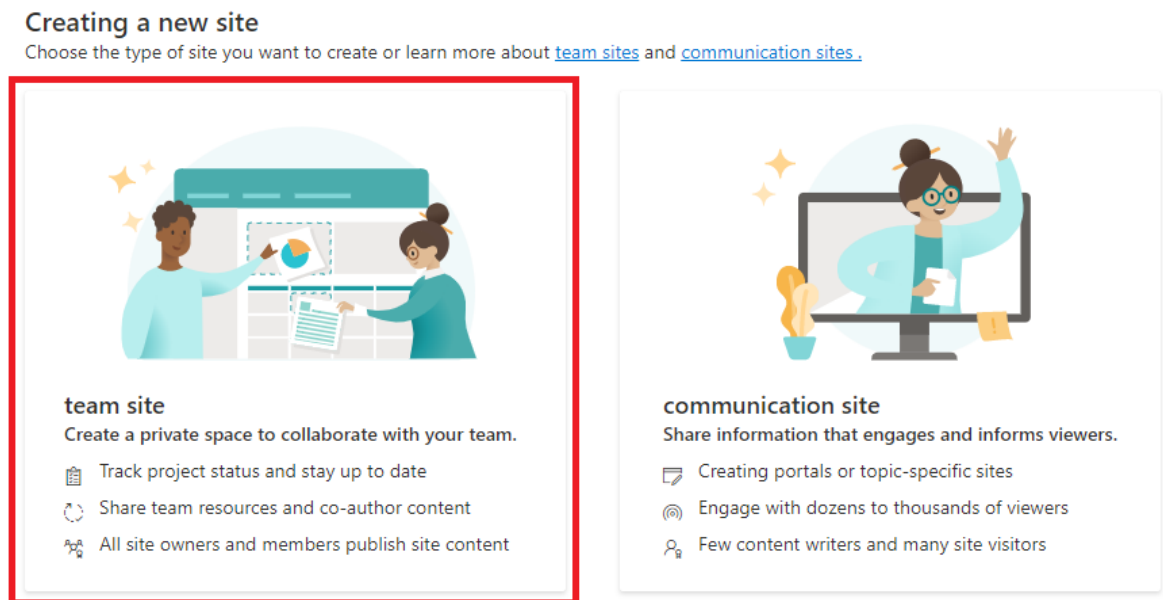 Creating a new site
Choose the type of site you want to create or learn more about team sites and communication sites .
team site
Create a private space to collaborate with your team.
Track project status and stay up to date
Share team resources and co-author content
All site owners and members publish site content
communication site
Share information that engages and informs viewers.
Creating portals or topic-specific sites
Engage with dozens to thousands of viewers
Few content writers and many site visitors